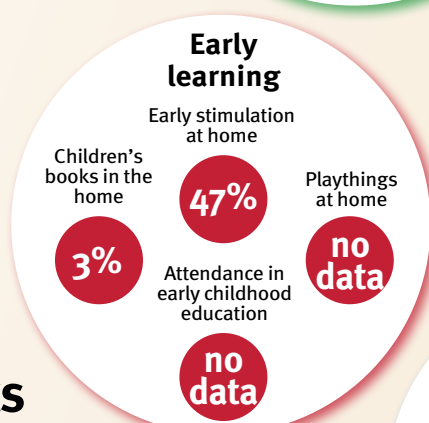 Early
learning
Early stimulation
at home
47%
Children's
books in the
home
3%
Playthings
at home
no
data
Attendance in
early childhood
education
no
data